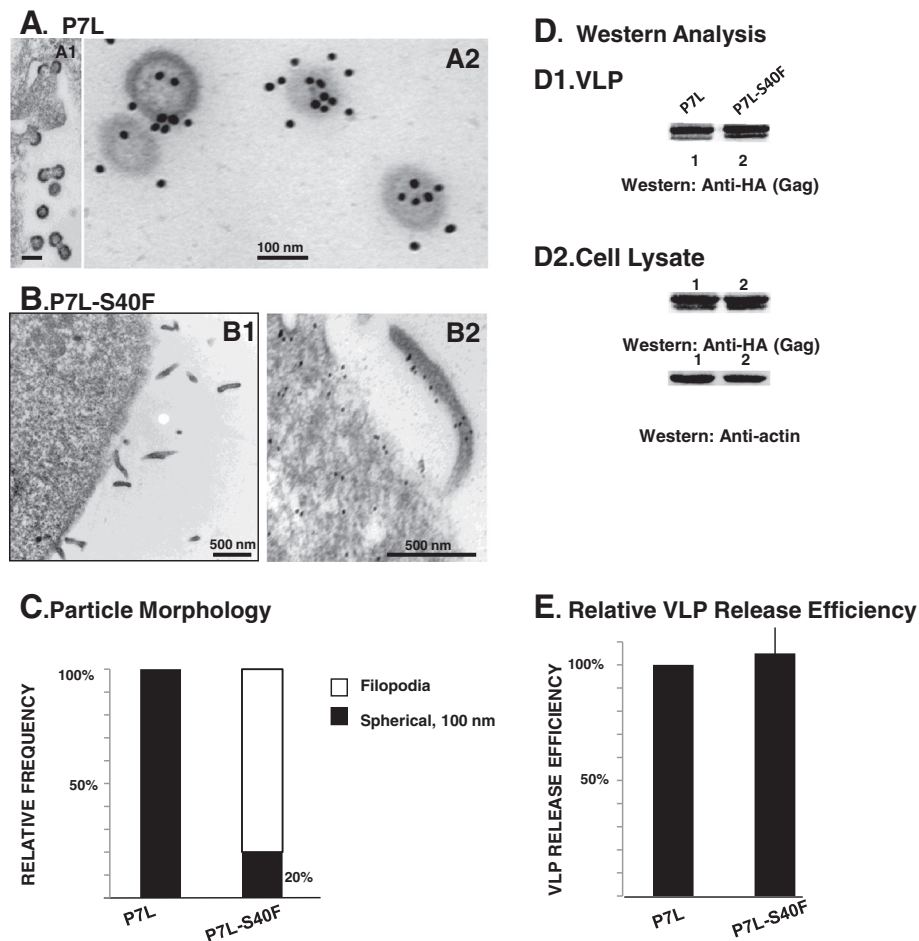 A. P7L
A1
A2
100 nm
B.P7L-S40F
B1
B2
500 nm
500 nm
C.Particle Morphology
RELATIVE FREQUENCY
100%
50%
20%
Filopodia
Spherical, 100 nm
P7L
P7L-S40F
D. Western Analysis
D1.VLP
P7L
P7L-S40F
1 2
Western: Anti-HA (Gag)
D2.Cell Lysate
1 2
Western: Anti-HA (Gag)
1 2
Western: Anti-actin
E. Relative VLP Release Efficiency
VLP RELEASE EFFICIENCY
100%
50%
P7L
P7L-S40F